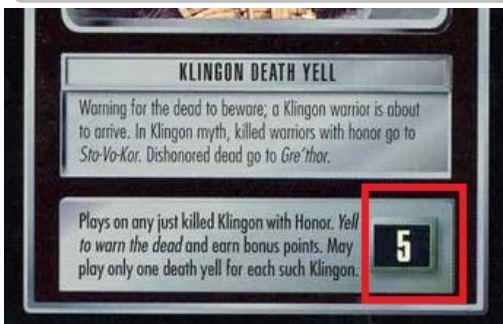 KLINGON DEATH YELL
Warning for the dead to beware; a Klingon warrior is about
to arrive. In Klingon myth, killed warriors with honor go to
Sto-Vo-Kor. Dishonored dead go to Gre'thor.
Plays on any just killed Klingon with Honor. Yell
to warn the dead and earn bonus points. May
play only one death yell for each such Klingon.
5